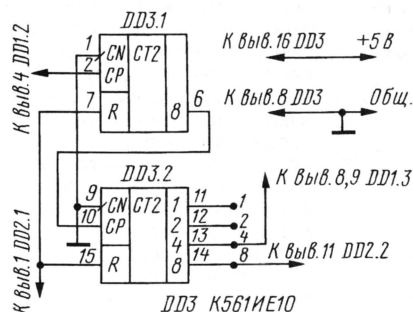 DD3.1
К выв.4 DD1.2
1 CN CT2
2 CP
7 R 8 6
К выв.16 DD3 +5 В
К выв.8 DD3 Общ.
DD3.2
9 CN CT2 1 11 1
10 CP 2 12 2
4 13 4
15 R 8 14 8
К выв.8,9 DD1.3
К выв.11 DD2.2
К выв.1 DD2.1
DD3 К561ИЕ10